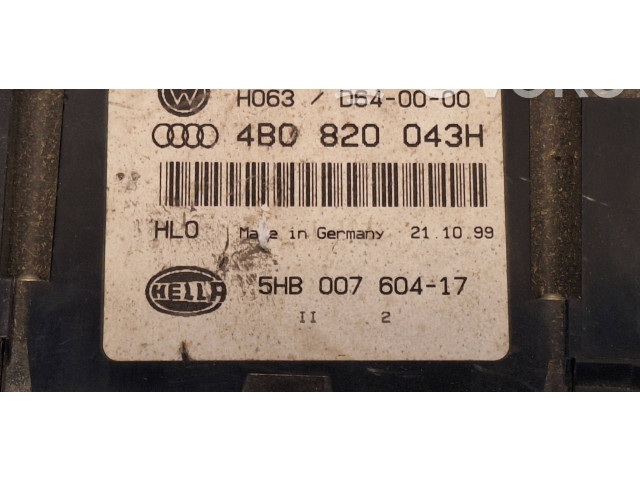 H063 / D64-00-00
4B0 820 043H
HLO Made in Germany 21.10.99
HELLA 5HB 007 604-17
II 2